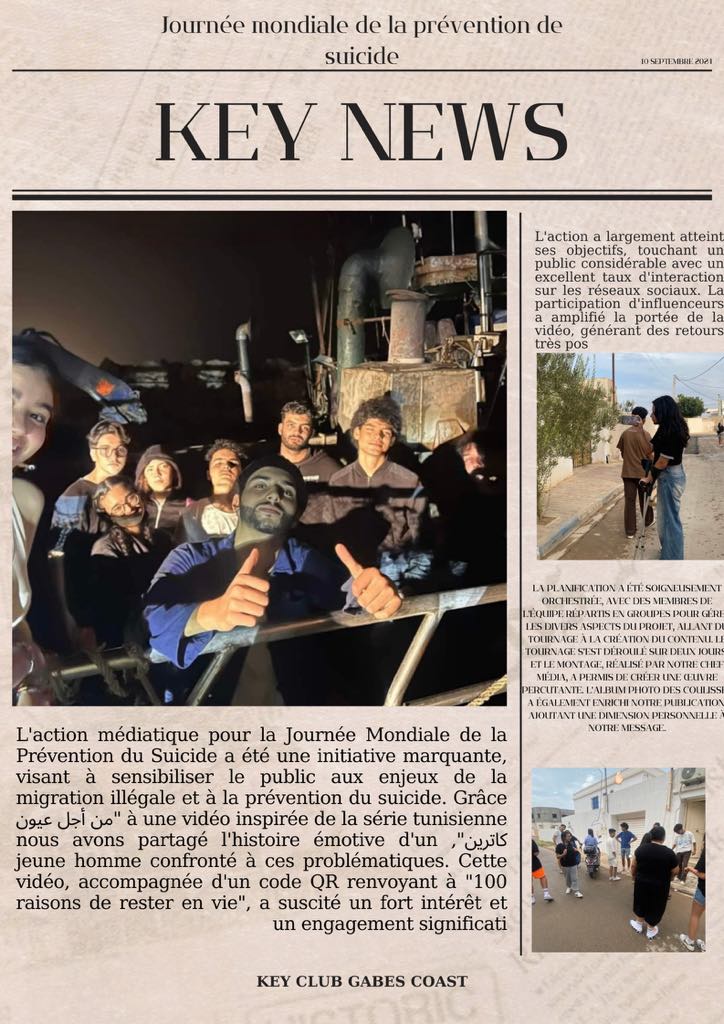 Journée mondiale de la prévention de
suicide
10 SEPTEMBRE 2024
KEY NEWS
L'action a largement atteint
ses objectifs, touchant un
public considérable avec un
excellent taux d'interaction
sur les réseaux sociaux. La
participation d'influenceurs
a amplifié la portée de la
vidéo, générant des retours
très pos
LA PLANIFICATION A ÉTÉ SOIGNEUSEMENT
ORCHESTRÉE, AVEC DES MEMBRES DE
L'ÉQUIPE RÉPARTIS EN GROUPES POUR GÉRE
LES DIVERS ASPECTS DU PROJET, ALLANT DU
TOURNAGE À LA CRÉATION DU CONTENU. LE
TOURNAGE S'EST DÉROULÉ SUR DEUX JOURS
ET LE MONTAGE, RÉALISÉ PAR NOTRE CHEF
MÉDIA, A PERMIS DE CRÉER UNE ŒUVRE
PERCUTANTE. L'ALBUM PHOTO DES COULISSE
A ÉGALEMENT ENRICHI NOTRE PUBLICATION
AJOUTANT UNE DIMENSION PERSONNELLE À
NOTRE MESSAGE.
L'action médiatique pour la Journée Mondiale de la
Prévention du Suicide a été une initiative marquante,
visant à sensibiliser le public aux enjeux de la
migration illégale et à la prévention du suicide. Grâce
à une vidéo inspirée de la série tunisienne "من أجل عيون
كاترين", nous avons partagé l'histoire émotive d'un
jeune homme confronté à ces problématiques. Cette
vidéo, accompagnée d'un code QR renvoyant à "100
raisons de rester en vie", a suscité un fort intérêt et
un engagement significati
KEY CLUB GABES COAST